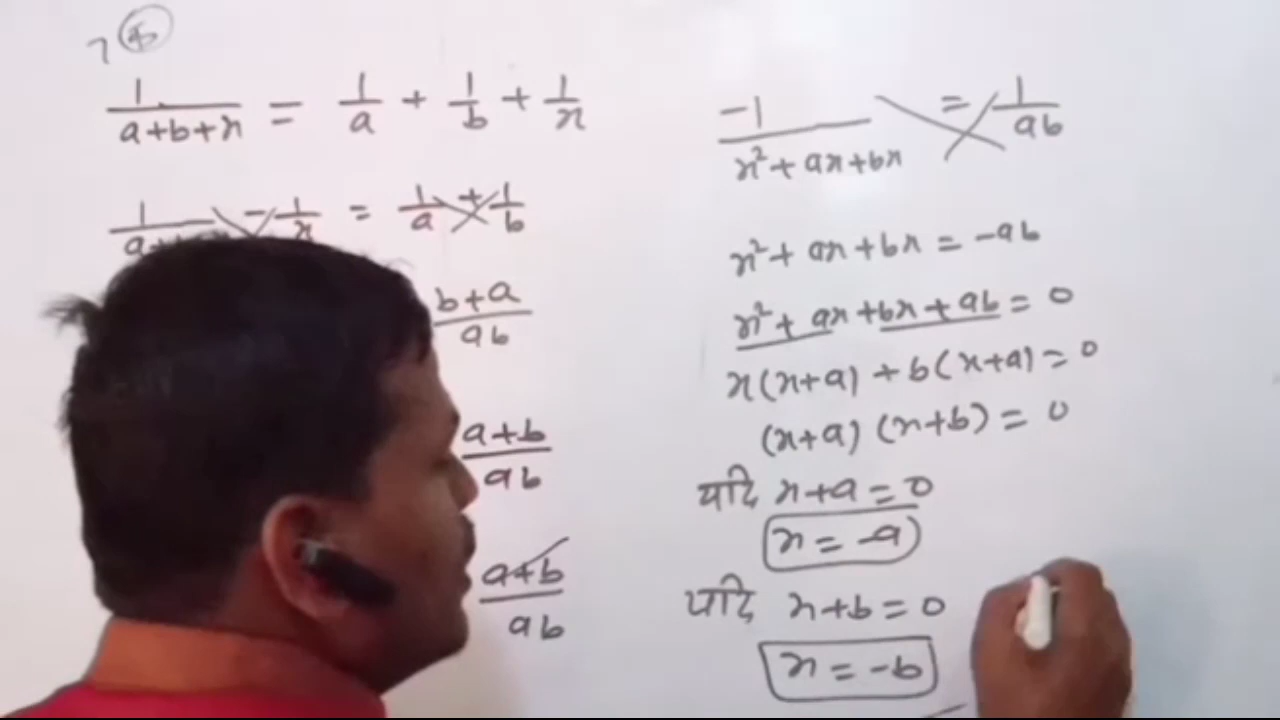 7 
1/(a+b+x) = 1/a + 1/b + 1/x
1/ - 1/x = 1/a + 1/b
(b+a)/ab
(a+b)/ab
(a+b)/ab
-1/(x²+ax+bx) = 1/ab
x²+ax+bx = -ab
x²+ax+bx+ab = 0
x(x+a) + b(x+a) = 0
(x+a) (x+b) = 0
यदि x+a = 0
x = -a
यदि x+b = 0
x = -b